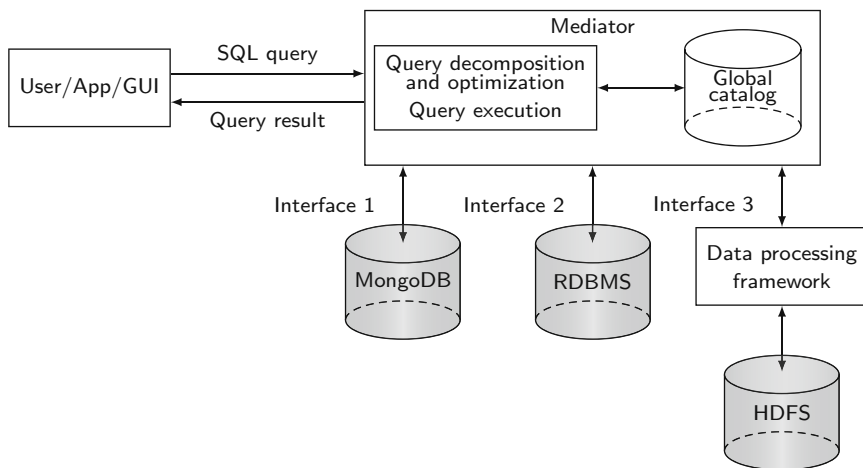 Mediator
SQL query
User/App/GUI
Query result
Query decomposition
and optimization
Query execution
Global
catalog
Interface 1
Interface 2
Interface 3
MongoDB
RDBMS
Data processing
framework
HDFS